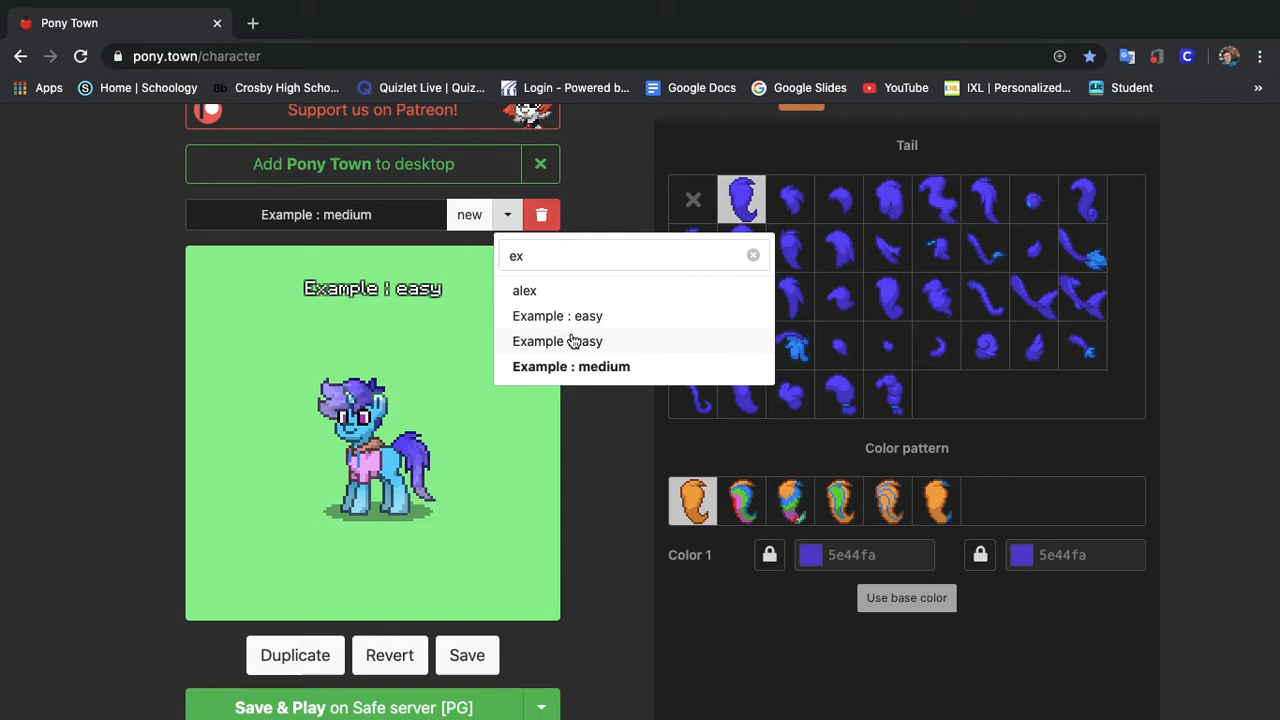 Pony Town
pony.town/character
Apps Home | Schoology Bb Crosby High Scho... Quizlet Live | Quiz... Login - Powered b... Google Docs Google Slides YouTube IXL | Personalized... Student »
Support us on Patreon!
Add Pony Town to desktop
Example : medium new
ex
alex
Example : easy
Example : easy
Example : medium
Example : easy
Duplicate Revert Save
Save & Play on Safe server [PG]
Tail
Color pattern
Color 1 5e44fa 5e44fa
Use base color